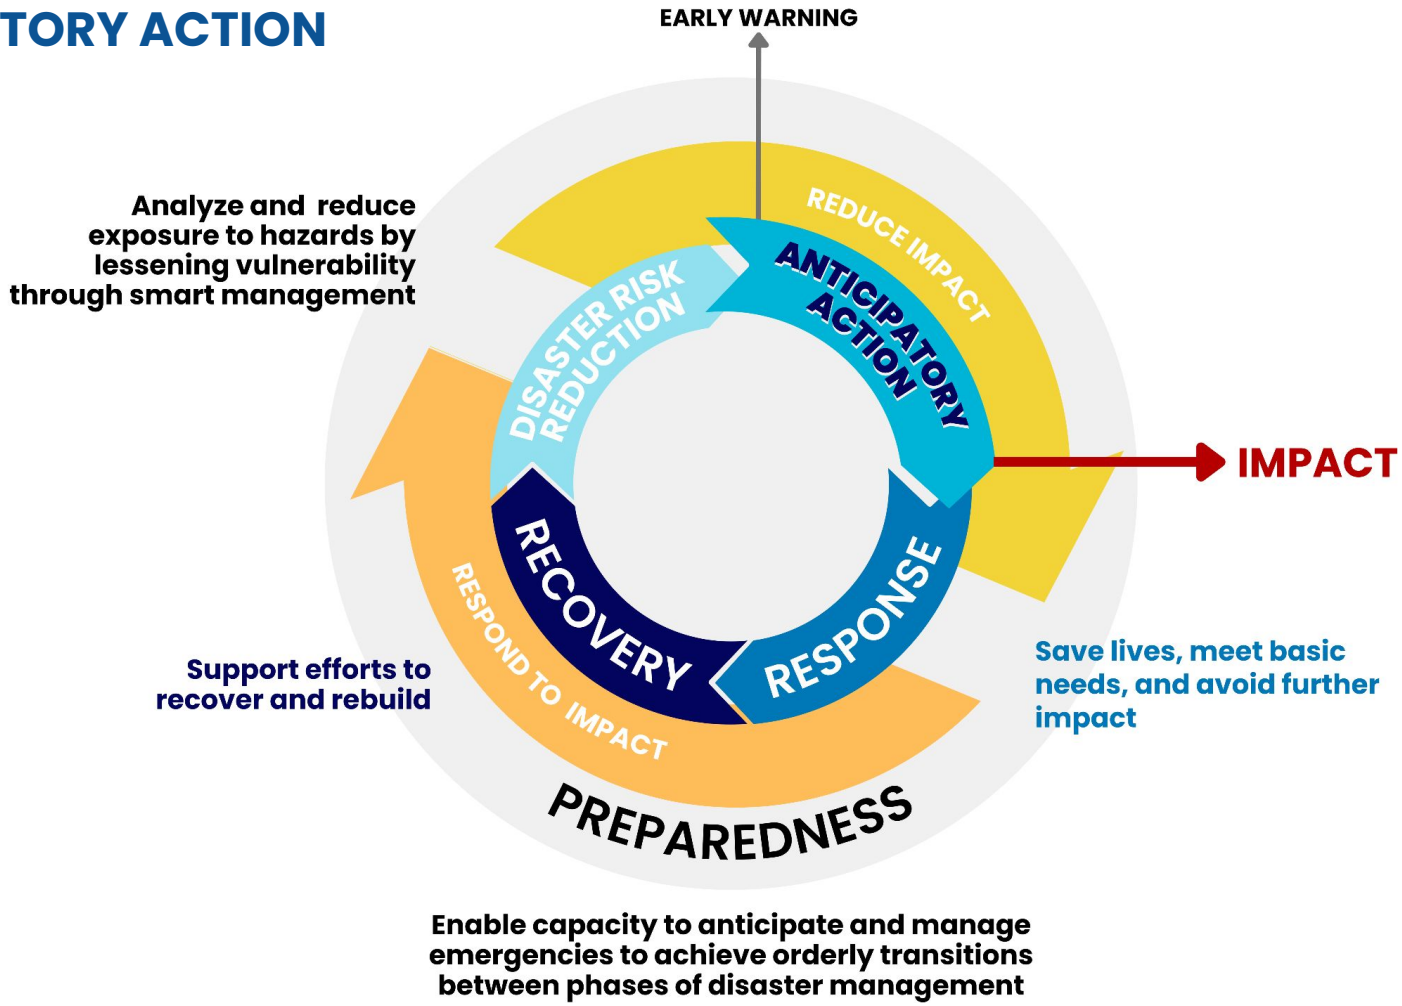 TORY ACTION
EARLY WARNING
Analyze and reduce
exposure to hazards by
lessening vulnerability
through smart management
REDUCE IMPACT
ANTICIPATORY
ACTION
DISASTER RISK
REDUCTION
IMPACT
RECOVERY
RESPONSE
RESPOND TO IMPACT
Support efforts to
recover and rebuild
Save lives, meet basic
needs, and avoid further
impact
PREPAREDNESS
Enable capacity to anticipate and manage
emergencies to achieve orderly transitions
between phases of disaster management